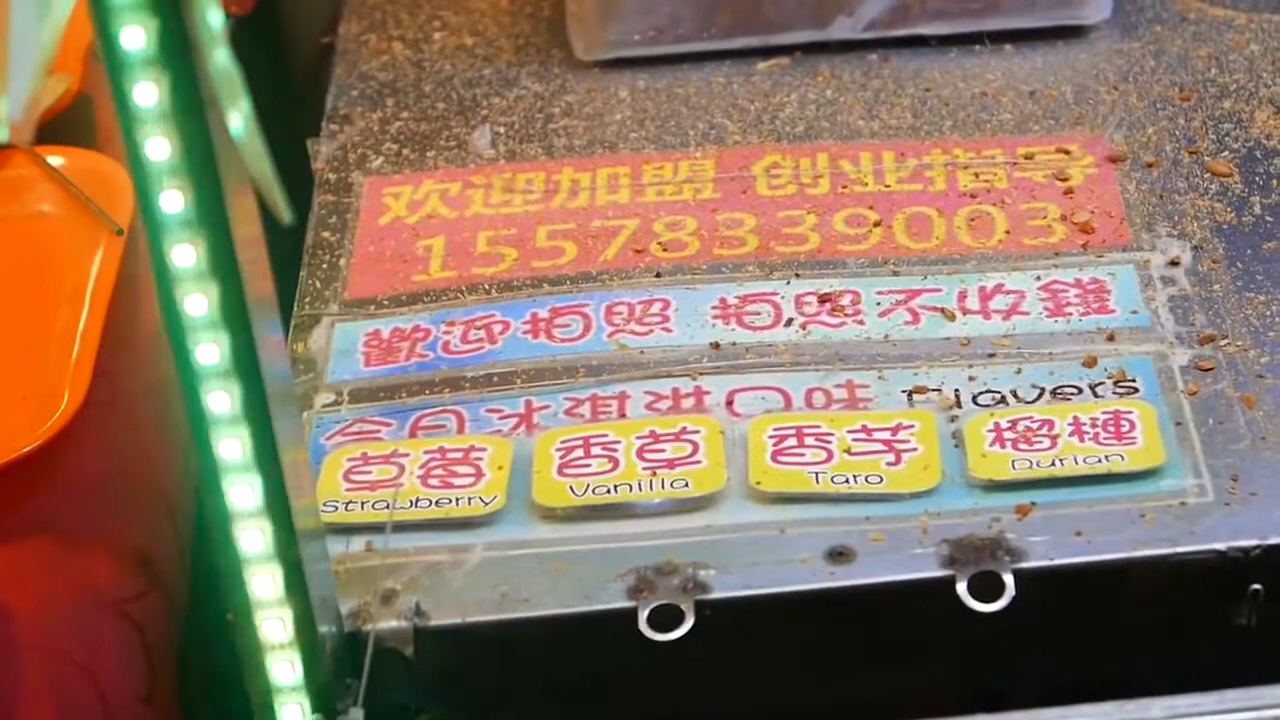 欢迎加盟 创业指导
15578339003
歡迎拍照 拍照不收錢
今日冰淇淋口味 Flavers
草莓 香草 香芋 榴槤
Strawberry Vanilla Taro Durian